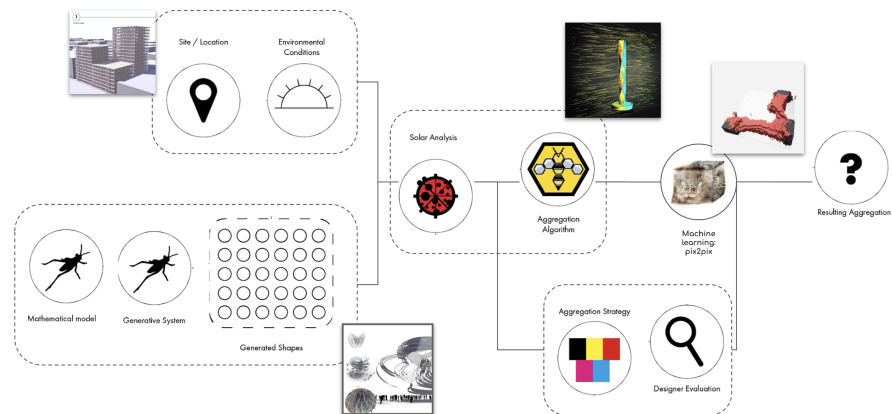 1
Site / Location
Environmental
Conditions
Solar Analysis
Aggregation
Algorithm
Machine
learning:
pix2pix
?
Resulting Aggregation
Mathematical model
Generative System
Generated Shapes
Aggregation Strategy
Designer Evaluation